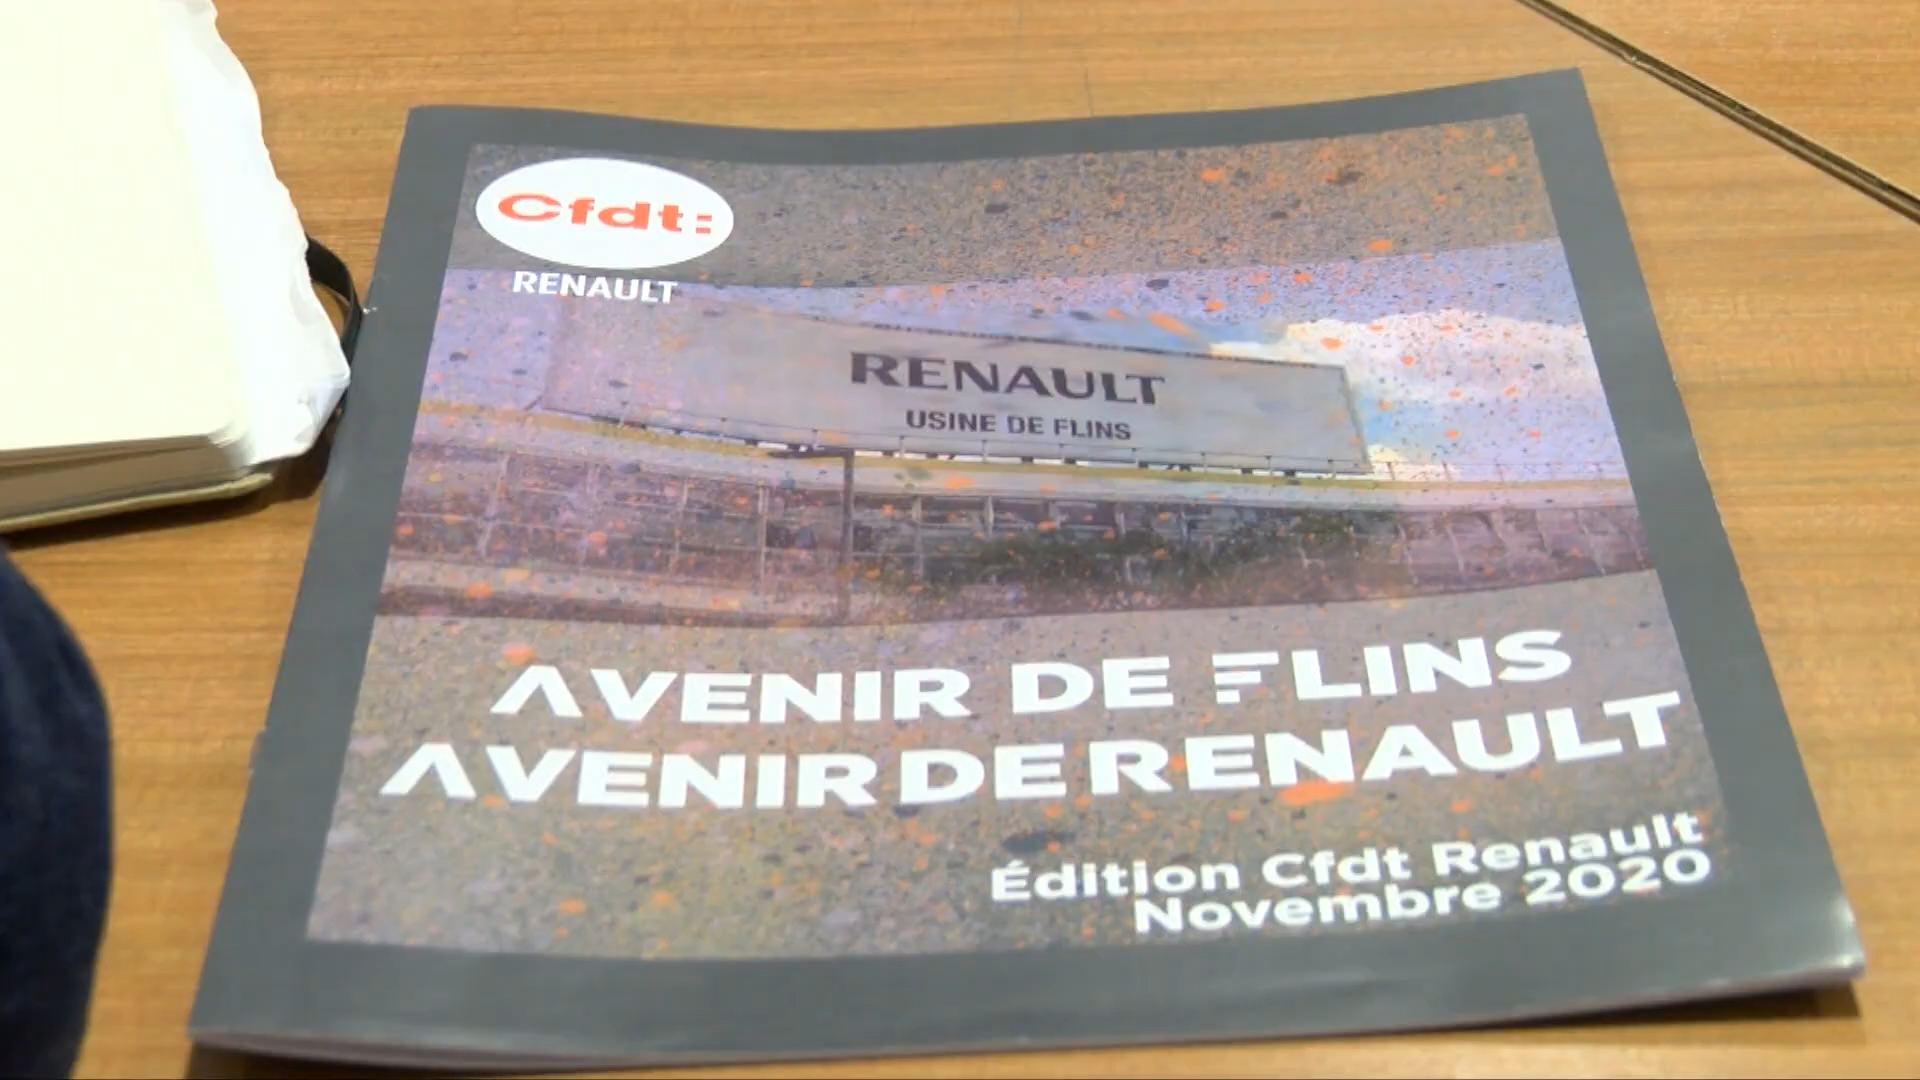 Cfdt:
RENAULT
RENAULT
USINE DE FLINS
AVENIR DE FLINS
AVENIR DE RENAULT
Édition Cfdt Renault
Novembre 2020